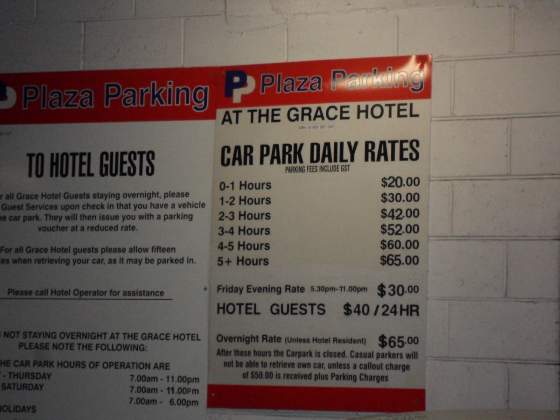 Plaza Parking
TO HOTEL GUESTS
all Grace Hotel Guests staying overnight, please
Guest Services upon check in that you have a vehicle
car park. They will then issue you with a parking
voucher at a reduced rate.
For all Grace Hotel guests please allow fifteen
when retrieving your car, as it may be parked in.
Please call Hotel Operator for assistance
NOT STAYING OVERNIGHT AT THE GRACE HOTEL
PLEASE NOTE THE FOLLOWING:
CAR PARK HOURS OF OPERATION ARE
- THURSDAY 7.00am - 11.00pm
SATURDAY 7.00am - 11.00pm
7.00am - 6.00pm
HOLIDAYS
PP Plaza Parking
AT THE GRACE HOTEL
CAR PARK DAILY RATES
PARKING FEES INCLUDE GST
0-1 Hours $20.00
1-2 Hours $30.00
2-3 Hours $42.00
3-4 Hours $52.00
4-5 Hours $60.00
5+ Hours $65.00
Friday Evening Rate 5.30pm-11.00pm $30.00
HOTEL GUESTS $40/24HR
Overnight Rate (Unless Hotel Resident) $65.00
After these hours the Carpark is closed. Casual parkers will
not be able to retrieve own car, unless a callout charge
of $50.00 is received plus Parking Charges